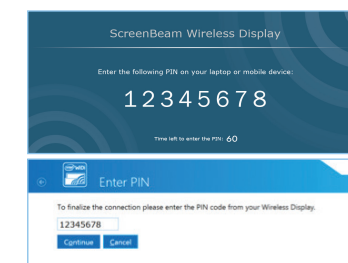 ScreenBeam Wireless Display
Enter the following PIN on your laptop or mobile device:
12345678
Time left to enter the PIN: 60
Enter PIN
To finalize the connection please enter the PIN code from your Wireless Display.
12345678
Continue Cancel